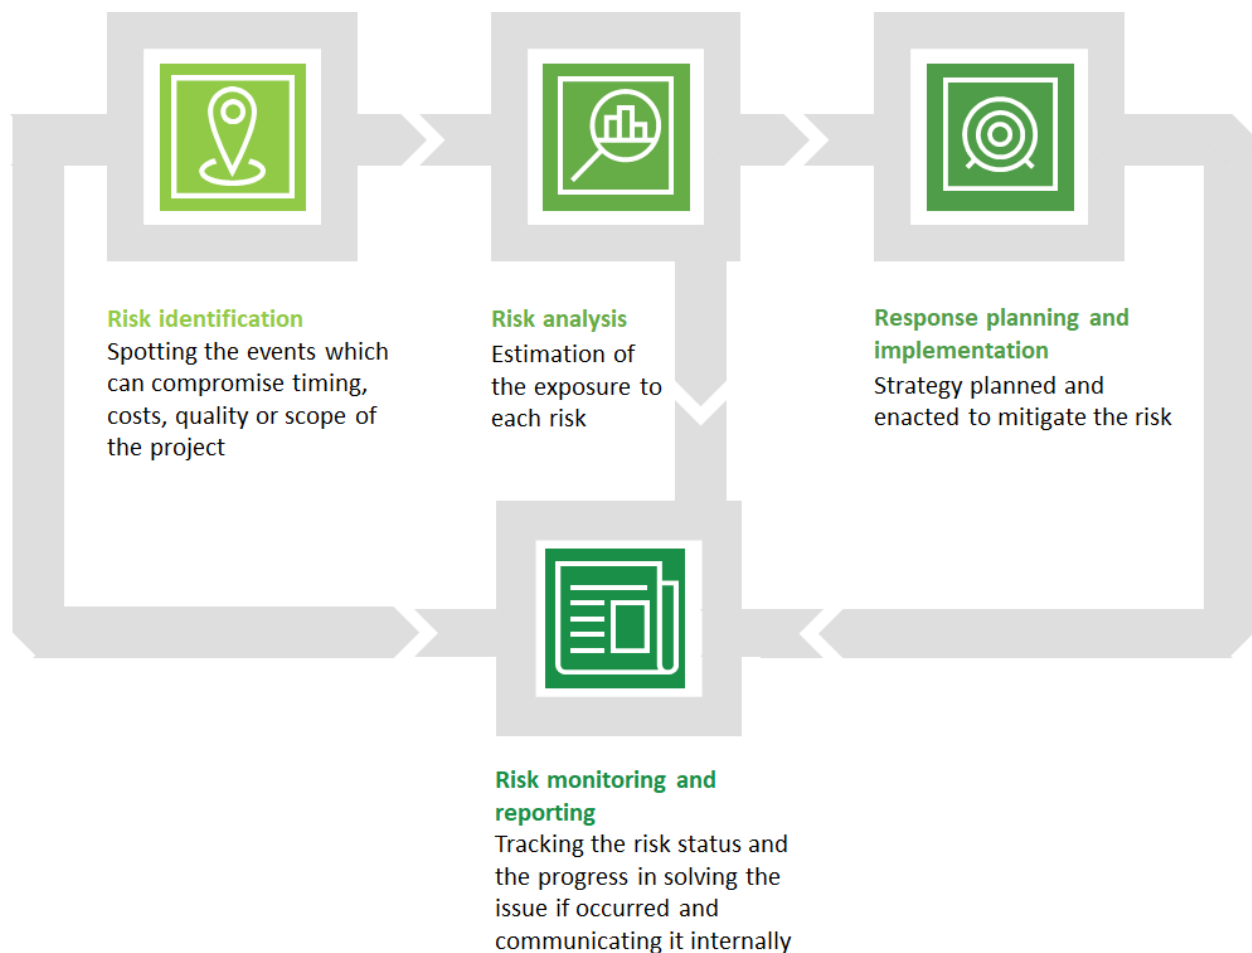 Risk identification
Spotting the events which
can compromise timing,
costs, quality or scope of
the project
Risk analysis
Estimation of
the exposure to
each risk
Response planning and
implementation
Strategy planned and
enacted to mitigate the risk
Risk monitoring and
reporting
Tracking the risk status and
the progress in solving the
issue if occurred and
communicating it internally